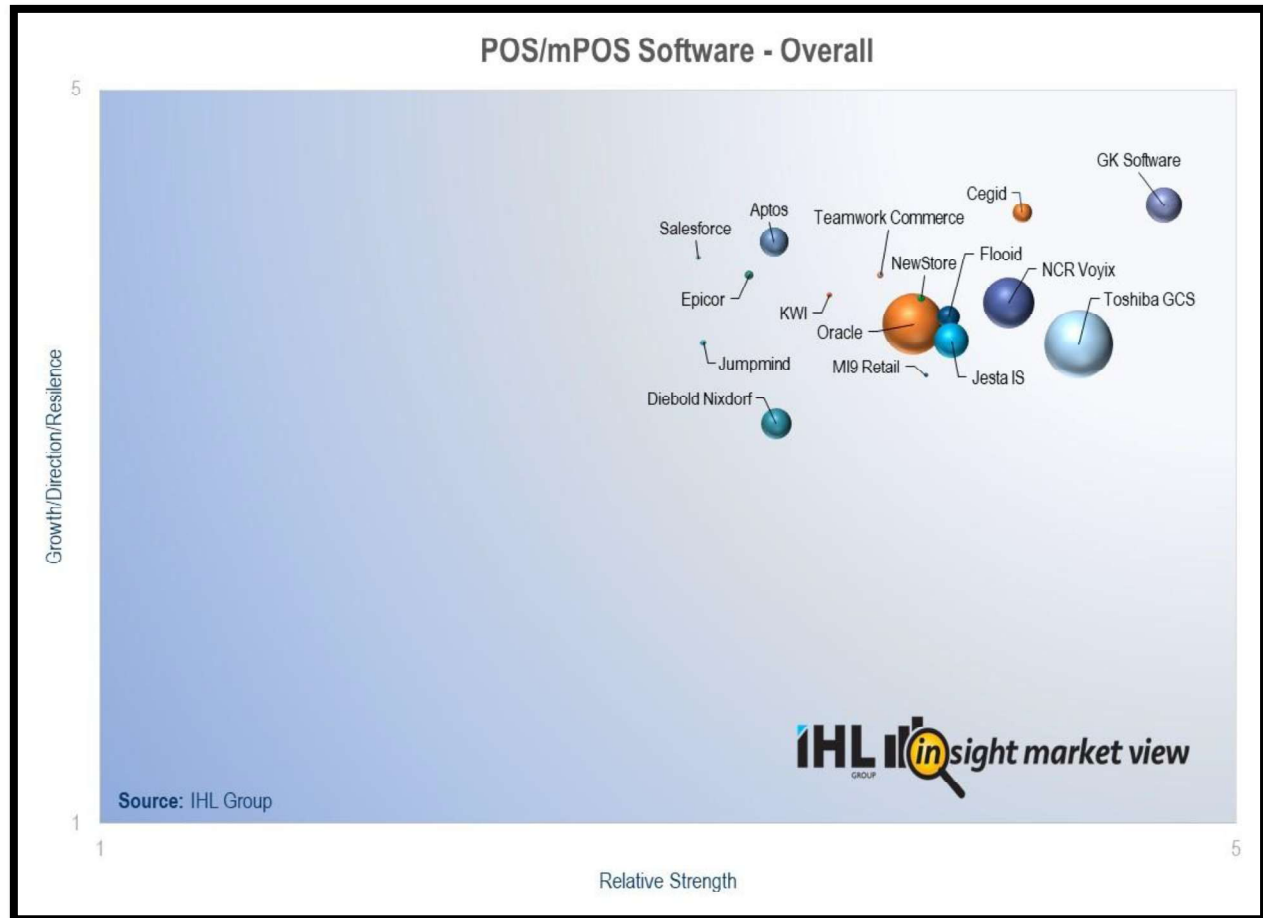 POS/mPOS Software - Overall
5
GK Software
Cegid
Aptos
Teamwork Commerce
Salesforce
Flooid
NewStore
NCR Voyix
Epicor
Toshiba GCS
KWI
Oracle
Jumpmind
MI9 Retail
Jesta IS
Diebold Nixdorf
Growth/Direction/Resilence
iHL GROUP insight market view
Source: IHL Group
1
1
5
Relative Strength